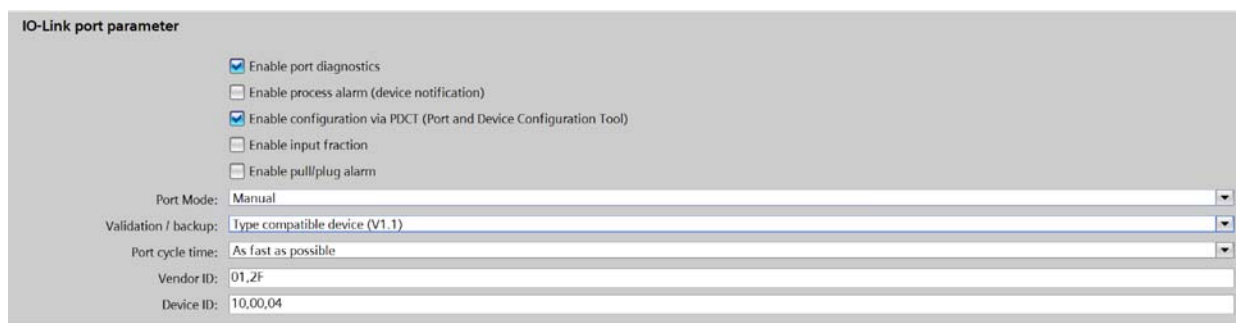 IO-Link port parameter
Enable port diagnostics
Enable process alarm (device notification)
Enable configuration via PDCT (Port and Device Configuration Tool)
Enable input fraction
Enable pull/plug alarm
Port Mode: Manual
Validation / backup: Type compatible device (V1.1)
Port cycle time: As fast as possible
Vendor ID: 01,2F
Device ID: 10,00,04